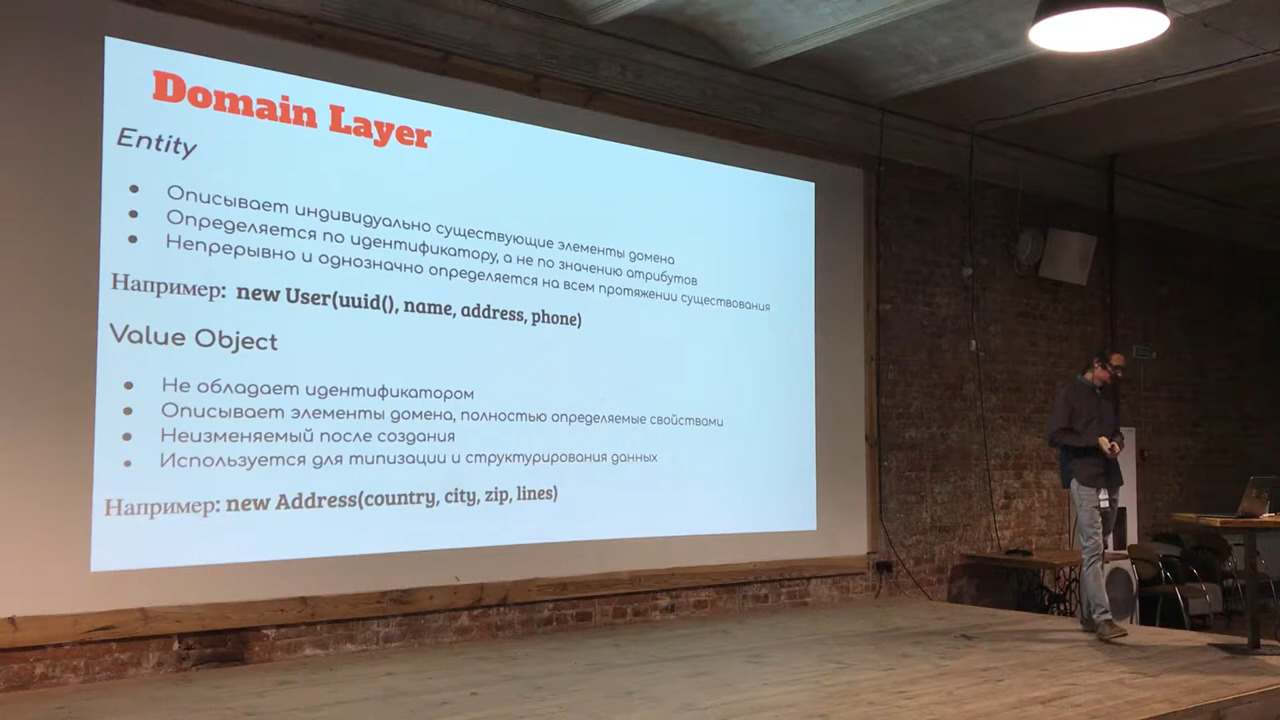 Domain Layer
Entity
● Описывает индивидуально существующие элементы домена
● Определяется по идентификатору, а не по значению атрибутов
● Непрерывно и однозначно определяется на всем протяжении существования
Например: new User(uuid(), name, address, phone)
Value Object
● Не обладает идентификатором
● Описывает элементы домена, полностью определяемые свойствами
● Неизменяемый после создания
● Используется для типизации и структурирования данных
Например: new Address(country, city, zip, lines)